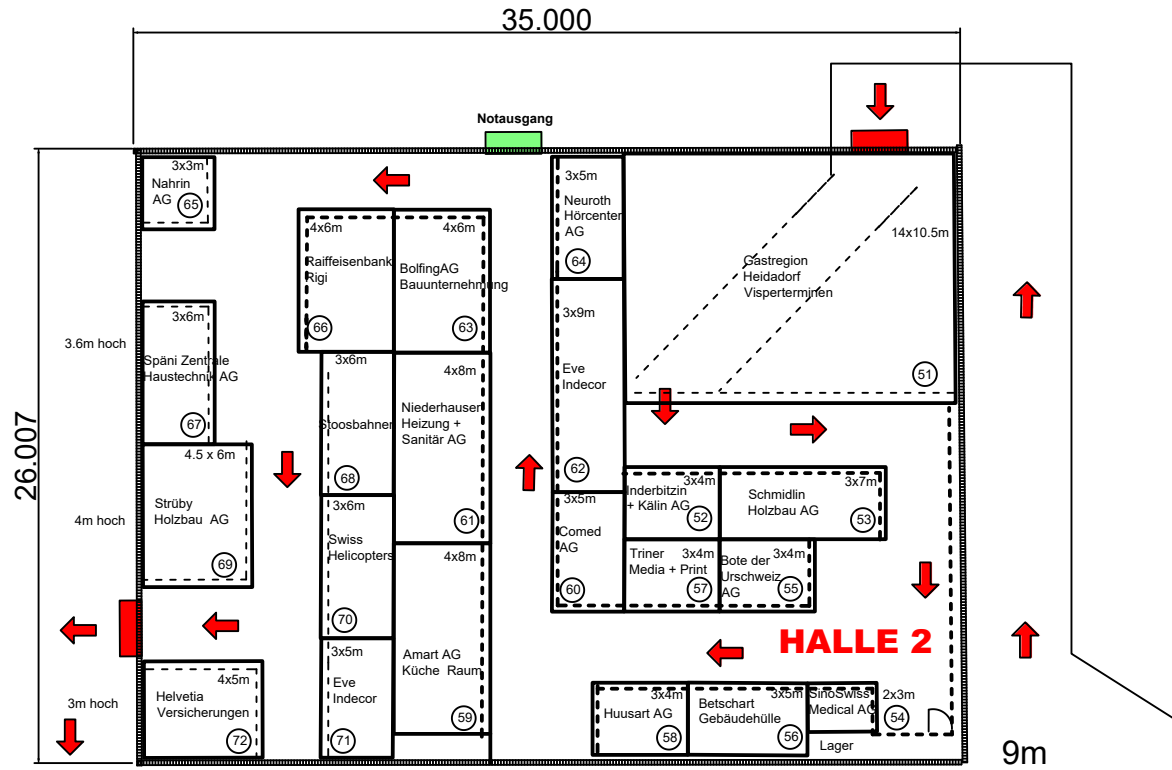 35.000
Notausgang
26.007
3x3m
Nahrin
AG
65
4x6m
Raiffeisenbank
Rigi
66
4x6m
BolfingAG
Bauunternehmung
63
3x5m
Neuroth
Hörcenter
AG
64
14x10.5m
Gastregion
Heidadorf
Visperterminen
51
3.6m hoch
3x6m
Späni Zentrale
Haustechnik AG
67
3x6m
Stoosbahnen
68
4x8m
Niederhauser
Heizung +
Sanitär AG
61
3x9m
Eve
Indecor
62
4.5 x 6m
Strüby
Holzbau AG
69
4m hoch
3x6m
Swiss
Helicopters
70
4x8m
Amart AG
Küche Raum
59
3x5m
Comed
AG
60
3x4m
Inderbitzin
+ Kälin AG
52
3x7m
Schmidlin
Holzbau AG
53
Triner 3x4m
Media + Print
57
Bote der 3x4m
Urschweiz
AG
55
HALLE 2
4x5m
Helvetia
Versicherungen
72
3m hoch
3x5m
Eve
Indecor
71
3x4m
Huusart AG
58
3x5m
Betschart
Gebäudehülle
56
SinoSwiss
Medical AG
2x3m
54
Lager
9m